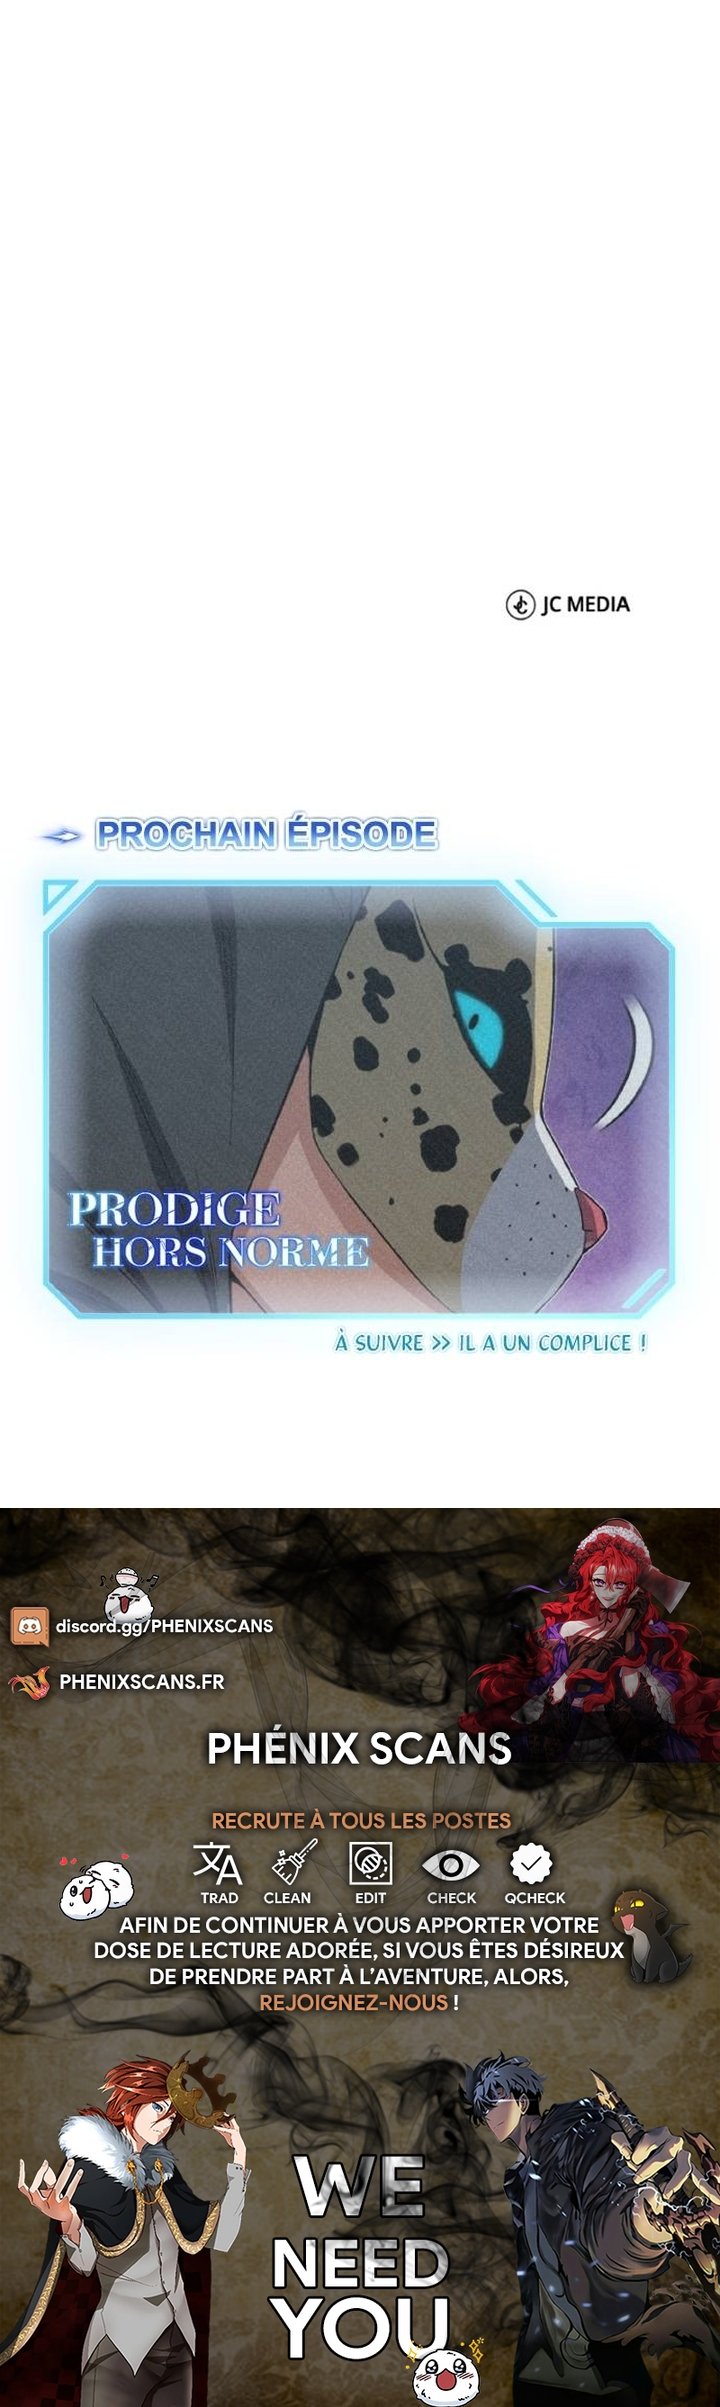 JC MEDIA
PROCHAIN ÉPISODE
PRODIGE
HORS NORME
À SUIVRE >> IL A UN COMPLICE !
discord.gg/PHENIXSCANS
PHENIXSCANS.FR
PHÉNIX SCANS
RECRUTE À TOUS LES POSTES
TRAD CLEAN EDIT CHECK QCHECK
AFIN DE CONTINUER À VOUS APPORTER VOTRE
DOSE DE LECTURE ADORÉE, SI VOUS ÊTES DÉSIREUX
DE PRENDRE PART À L'AVENTURE, ALORS,
REJOIGNEZ-NOUS !
WE
NEED
YOU